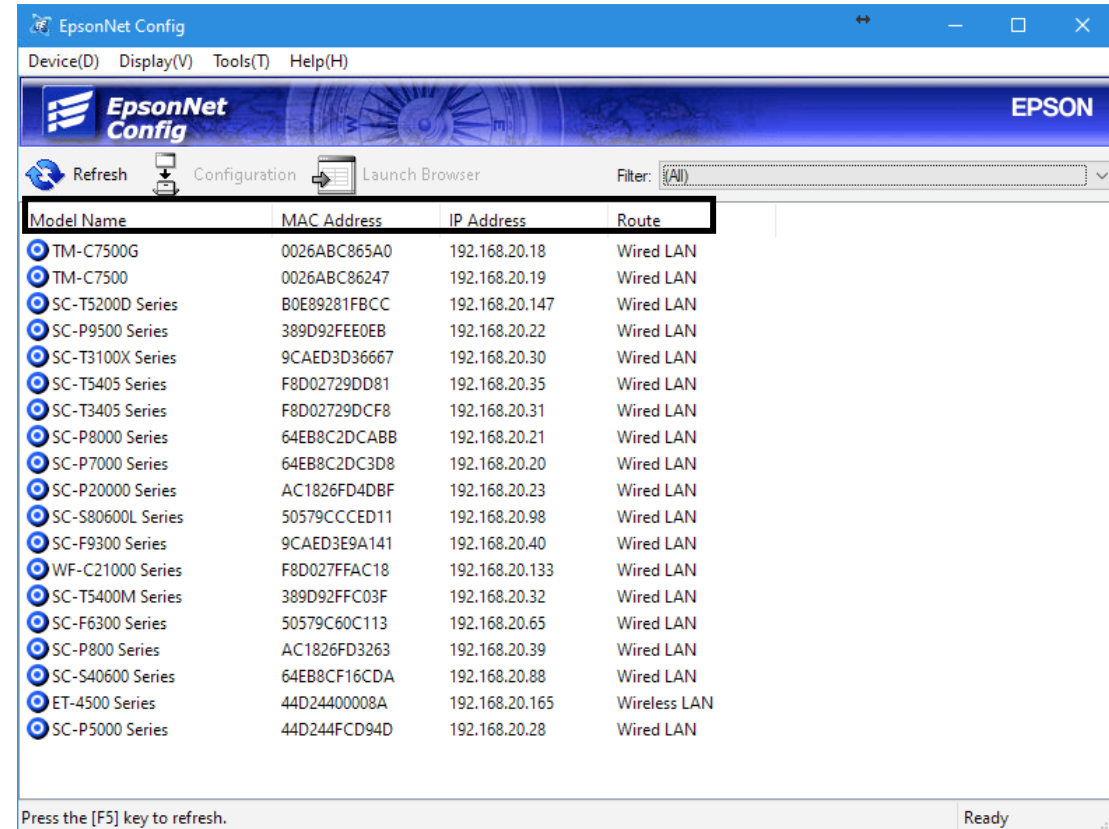 EpsonNet Config
Device(D) Display(V) Tools(T) Help(H)
EpsonNet
Config
EPSON
Refresh Configuration Launch Browser Filter: (All)
Model Name MAC Address IP Address Route
TM-C7500G 0026ABC865A0 192.168.20.18 Wired LAN
TM-C7500 0026ABC86247 192.168.20.19 Wired LAN
SC-T5200D Series B0E89281FBCC 192.168.20.147 Wired LAN
SC-P9500 Series 389D92FEE0EB 192.168.20.22 Wired LAN
SC-T3100X Series 9CAED3D36667 192.168.20.30 Wired LAN
SC-T5405 Series F8D02729DD81 192.168.20.35 Wired LAN
SC-T3405 Series F8D02729DCF8 192.168.20.31 Wired LAN
SC-P8000 Series 64EB8C2DCABB 192.168.20.21 Wired LAN
SC-P7000 Series 64EB8C2DC3D8 192.168.20.20 Wired LAN
SC-P20000 Series AC1826FD4DBF 192.168.20.23 Wired LAN
SC-S80600L Series 50579CCCED11 192.168.20.98 Wired LAN
SC-F9300 Series 9CAED3E9A141 192.168.20.40 Wired LAN
WF-C21000 Series F8D027FFAC18 192.168.20.133 Wired LAN
SC-T5400M Series 389D92FFC03F 192.168.20.32 Wired LAN
SC-F6300 Series 50579C60C113 192.168.20.65 Wired LAN
SC-P800 Series AC1826FD3263 192.168.20.39 Wired LAN
SC-S40600 Series 64EB8CF16CDA 192.168.20.88 Wired LAN
ET-4500 Series 44D24400008A 192.168.20.165 Wireless LAN
SC-P5000 Series 44D244FCD94D 192.168.20.28 Wired LAN
Press the [F5] key to refresh. Ready